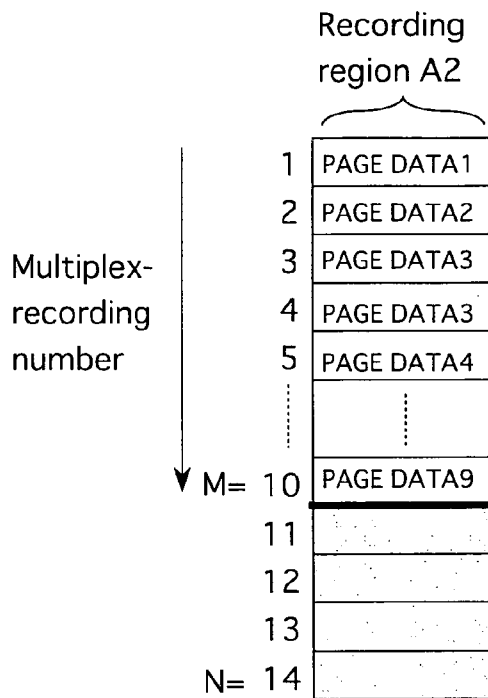 Recording
region A2
Multiplex-
recording
number
1 PAGE DATA1
2 PAGE DATA2
3 PAGE DATA3
4 PAGE DATA3
5 PAGE DATA4
M= 10 PAGE DATA9
11
12
13
N= 14